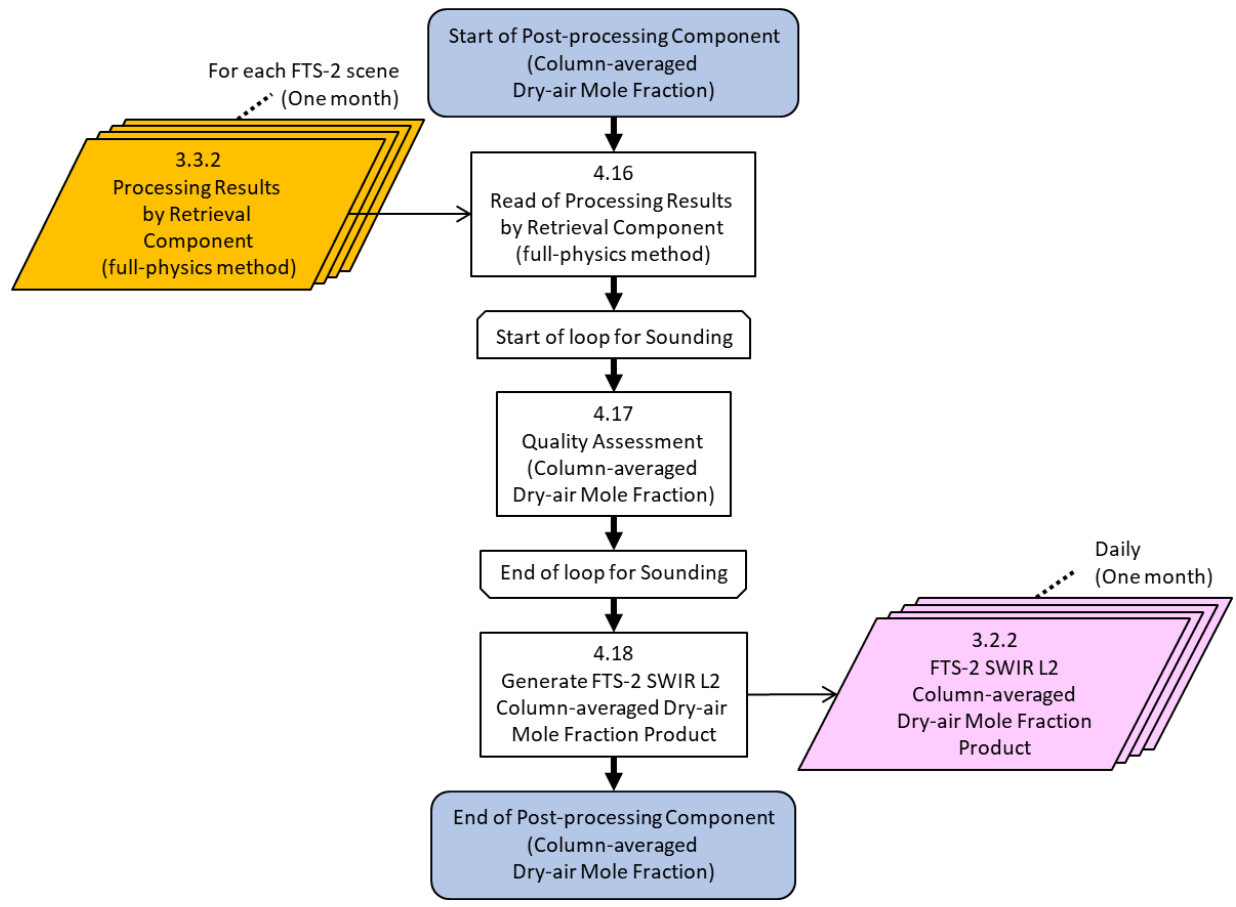 Start of Post-processing Component
(Column-averaged
Dry-air Mole Fraction)
For each FTS-2 scene
(One month)
3.3.2
Processing Results
by Retrieval
Component
(full-physics method)
4.16
Read of Processing Results
by Retrieval Component
(full-physics method)
Start of loop for Sounding
4.17
Quality Assessment
(Column-averaged
Dry-air Mole Fraction)
End of loop for Sounding
Daily
(One month)
4.18
Generate FTS-2 SWIR L2
Column-averaged Dry-air
Mole Fraction Product
3.2.2
FTS-2 SWIR L2
Column-averaged
Dry-air Mole Fraction
Product
End of Post-processing Component
(Column-averaged
Dry-air Mole Fraction)